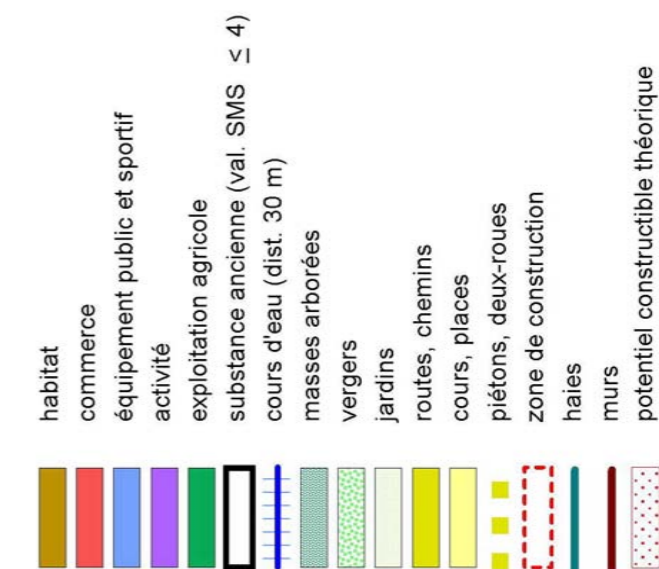 habitat
commerce
équipement public et sportif
activité
exploitation agricole
substance ancienne (val. SMS ≤ 4)
cours d'eau (dist. 30 m)
masses arborées
vergers
jardins
routes, chemins
cours, places
piétons, deux-roues
zone de construction
haies
murs
potentiel constructible théorique